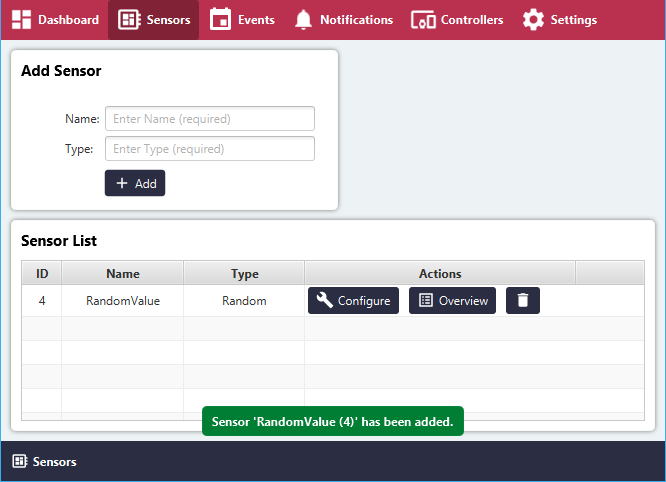 Dashboard Sensors Events Notifications Controllers Settings
Add Sensor
Name: Enter Name (required)
Type: Enter Type (required)
Add
Sensor List
ID Name Type Actions
4 RandomValue Random Configure Overview
Sensor 'RandomValue (4)' has been added.
Sensors